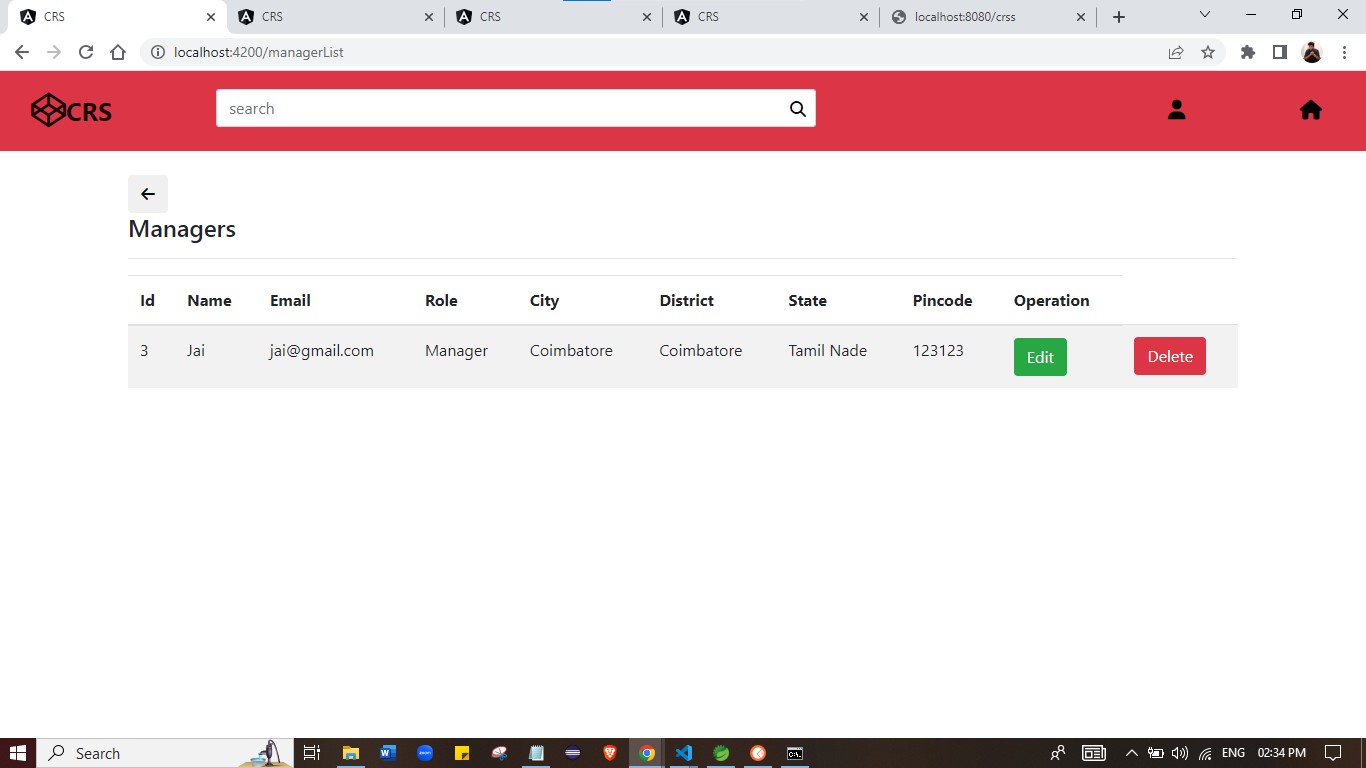 CRS
CRS
CRS
CRS
localhost:8080/crss
localhost:4200/managerList
CRS
search
Managers
Id Name Email Role City District State Pincode Operation
3 Jai jai@gmail.com Manager Coimbatore Coimbatore Tamil Nade 123123 Edit Delete
Search
ENG
02:34 PM